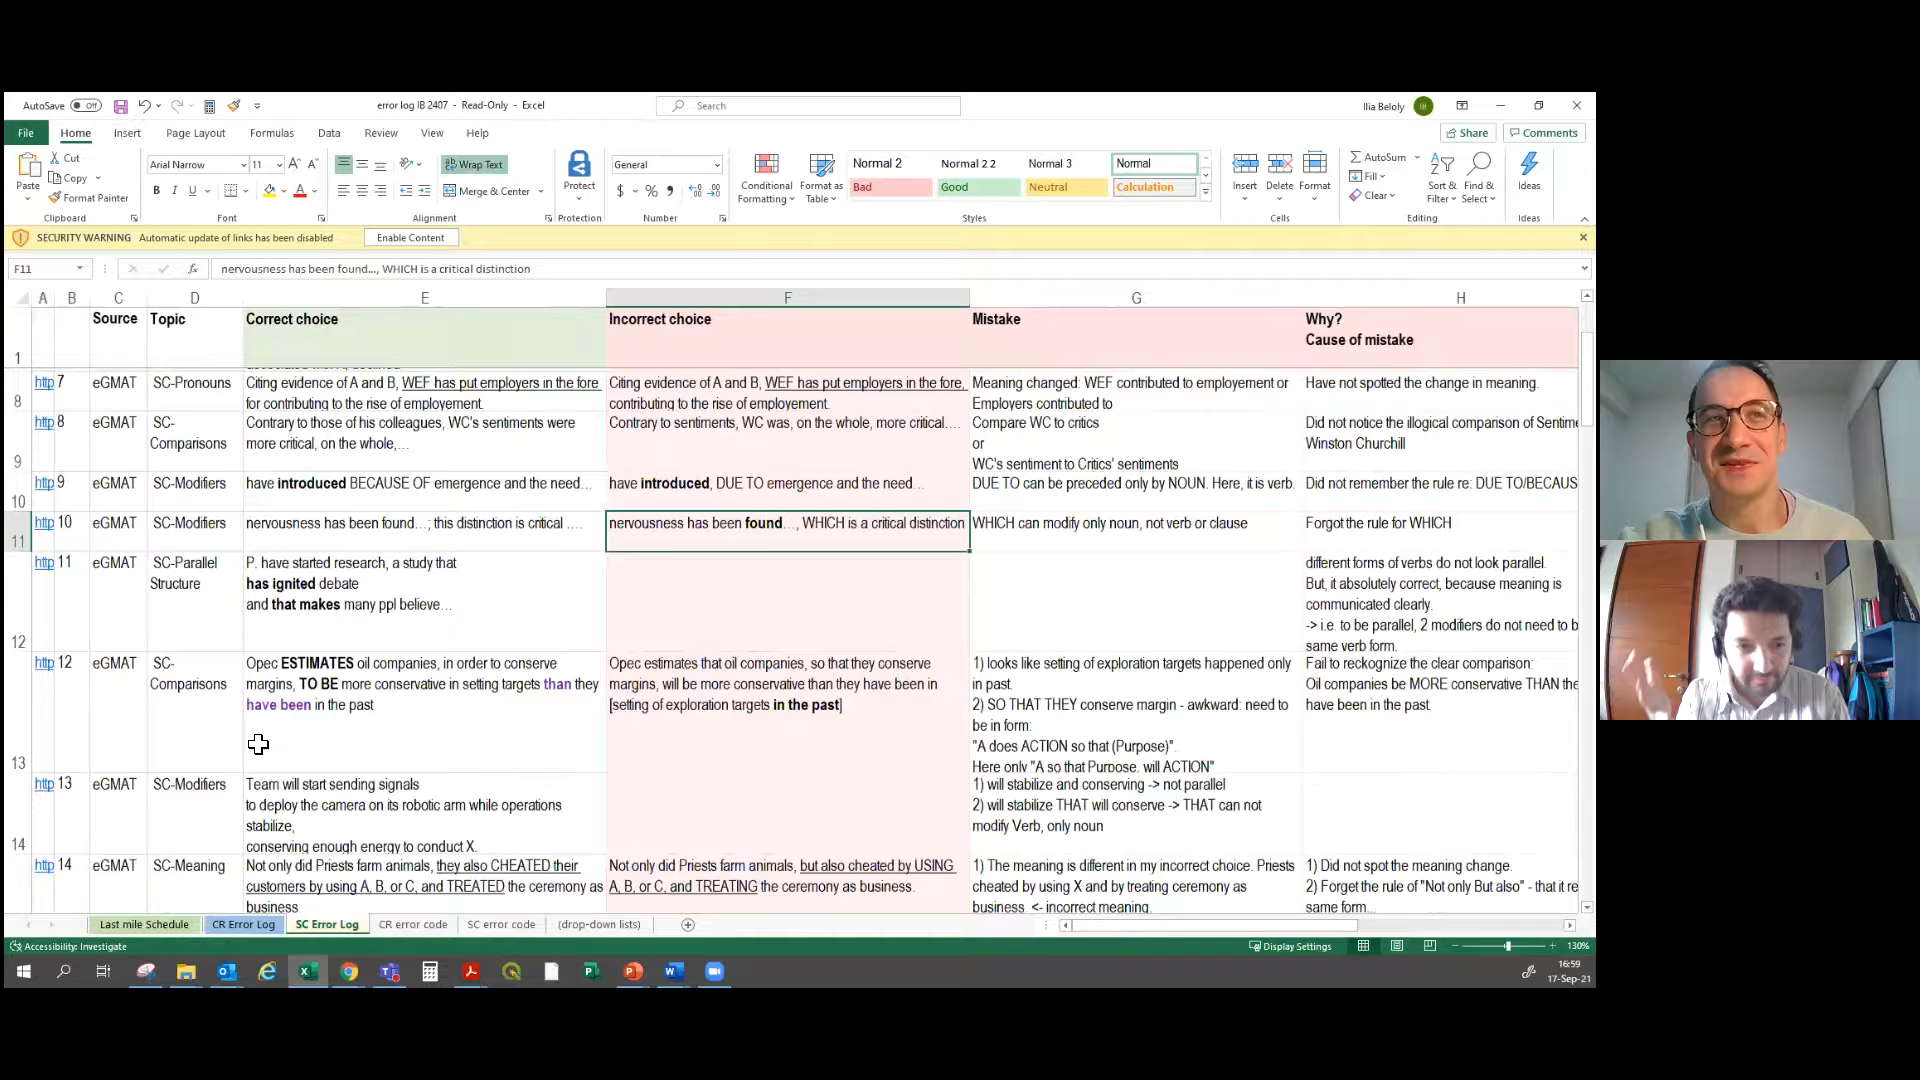 AutoSave Off
error log IB 2407 - Read-Only - Excel
Search
Ilia Beloly
IB
File Home Insert Page Layout Formulas Data Review View Help
Share Comments
Paste
Cut
Copy
Format Painter
Clipboard
Arial Narrow 11
B I U
Font
Wrap Text
Merge & Center
Alignment
Protect
Protection
General
Number
Conditional Formatting
Format as Table
Normal 2 Normal 2 2 Normal 3 Normal
Bad Good Neutral Calculation
Styles
Insert Delete Format
Cells
AutoSum
Fill
Clear
Sort & Filter
Find & Select
Editing
Ideas
Ideas
SECURITY WARNING Automatic update of links has been disabled Enable Content
F11 fx nervousness has been found..., WHICH is a critical distinction
A B C D E F G H
1 Source Topic Correct choice Incorrect choice Mistake Why?
Cause of mistake
8 http 7 eGMAT SC-Pronouns
Citing evidence of A and B, WEF has put employers in the fore
for contributing to the rise of employement.
Citing evidence of A and B, WEF has put employers in the fore,
contributing to the rise of employement.
Meaning changed: WEF contributed to employement or
Employers contributed to
Have not spotted the change in meaning.
9 http 8 eGMAT SC-
Comparisons
Contrary to those of his colleagues, WC's sentiments were
more critical, on the whole,...
Contrary to sentiments, WC was, on the whole, more critical....
Compare WC to critics
or
WC's sentiment to Critics' sentiments
Did not notice the illogical comparison of Sentime
Winston Churchill
10 http 9 eGMAT SC-Modifiers
have introduced BECAUSE OF emergence and the need...
have introduced, DUE TO emergence and the need...
DUE TO can be preceded only by NOUN. Here, it is verb.
Did not remember the rule re: DUE TO/BECAUS
11 http 10 eGMAT SC-Modifiers
nervousness has been found...; this distinction is critical ....
nervousness has been found..., WHICH is a critical distinction
WHICH can modify only noun, not verb or clause
Forgot the rule for WHICH
12 http 11 eGMAT SC-Parallel
Structure
P. have started research, a study that
has ignited debate
and that makes many ppl believe...
different forms of verbs do not look parallel.
But, it absolutely correct, because meaning is
communicated clearly.
-> i.e. to be parallel, 2 modifiers do not need to b
same verb form.
13 http 12 eGMAT SC-
Comparisons
Opec ESTIMATES oil companies, in order to conserve
margins, TO BE more conservative in setting targets than they
have been in the past
Opec estimates that oil companies, so that they conserve
margins, will be more conservative than they have been in
[setting of exploration targets in the past]
1) looks like setting of exploration targets happened only
in past.
2) SO THAT THEY conserve margin - awkward: need to
be in form:
"A does ACTION so that (Purpose)".
Here only "A so that Purpose, will ACTION"
Fail to reckognize the clear comparison:
Oil companies be MORE conservative THAN the
have been in the past.
14 http 13 eGMAT SC-Modifiers
Team will start sending signals
to deploy the camera on its robotic arm while operations
stabilize,
conserving enough energy to conduct X.
1) will stabilize and conserving -> not parallel
2) will stabilize THAT will conserve -> THAT can not
modify Verb, only noun
http 14 eGMAT SC-Meaning
Not only did Priests farm animals, they also CHEATED their
customers by using A, B, or C, and TREATED the ceremony as
business
Not only did Priests farm animals, but also cheated by USING
A, B, or C, and TREATING the ceremony as business.
1) The meaning is different in my incorrect choice. Priests
cheated by using X and by treating ceremony as
business <- incorrect meaning.
1) Did not spot the meaning change.
2) Forget the rule of "Not only But also" - that it re
same form...
Last mile Schedule CR Error Log SC Error Log CR error code SC error code (drop-down lists)
Accessibility: Investigate
Display Settings
130%
16:59
17-Sep-21